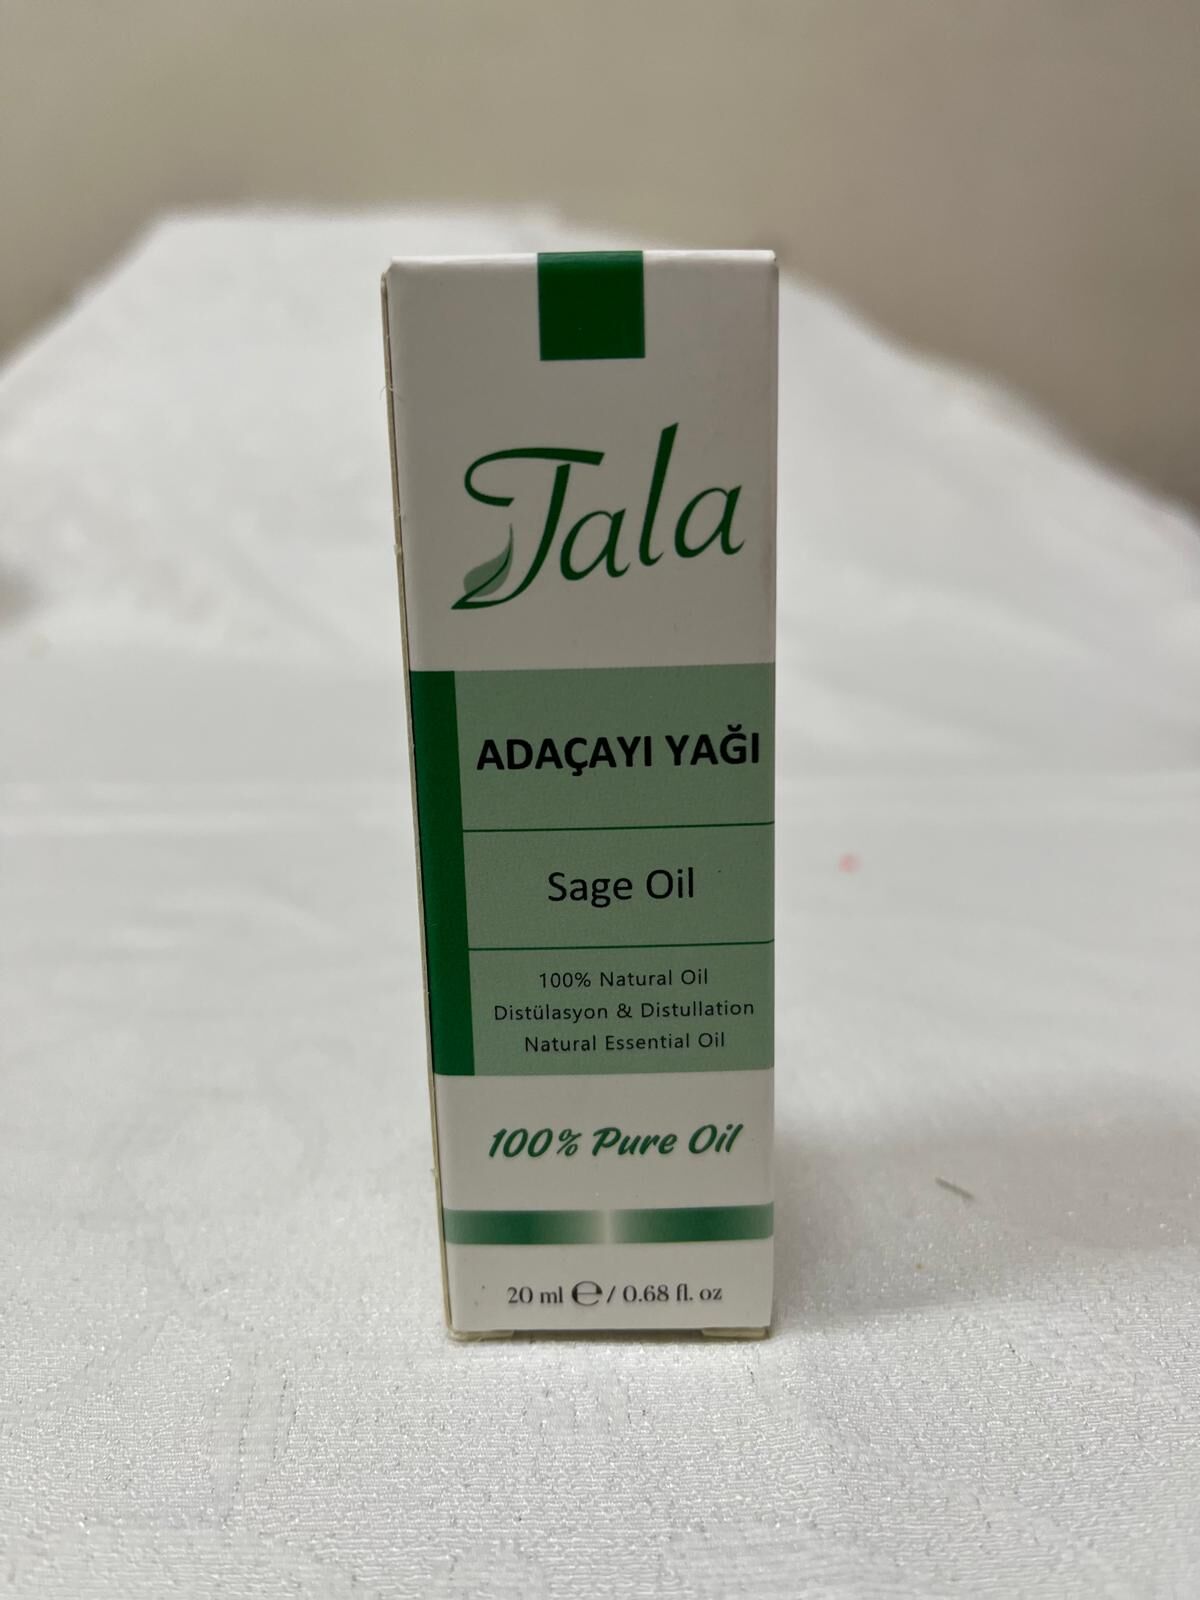 Tala
ADAÇAYI YAĞI
Sage Oil
100% Natural Oil
Distülasyon & Distullation
Natural Essential Oil
100% Pure Oil
20 ml ℮ / 0.68 fl. oz